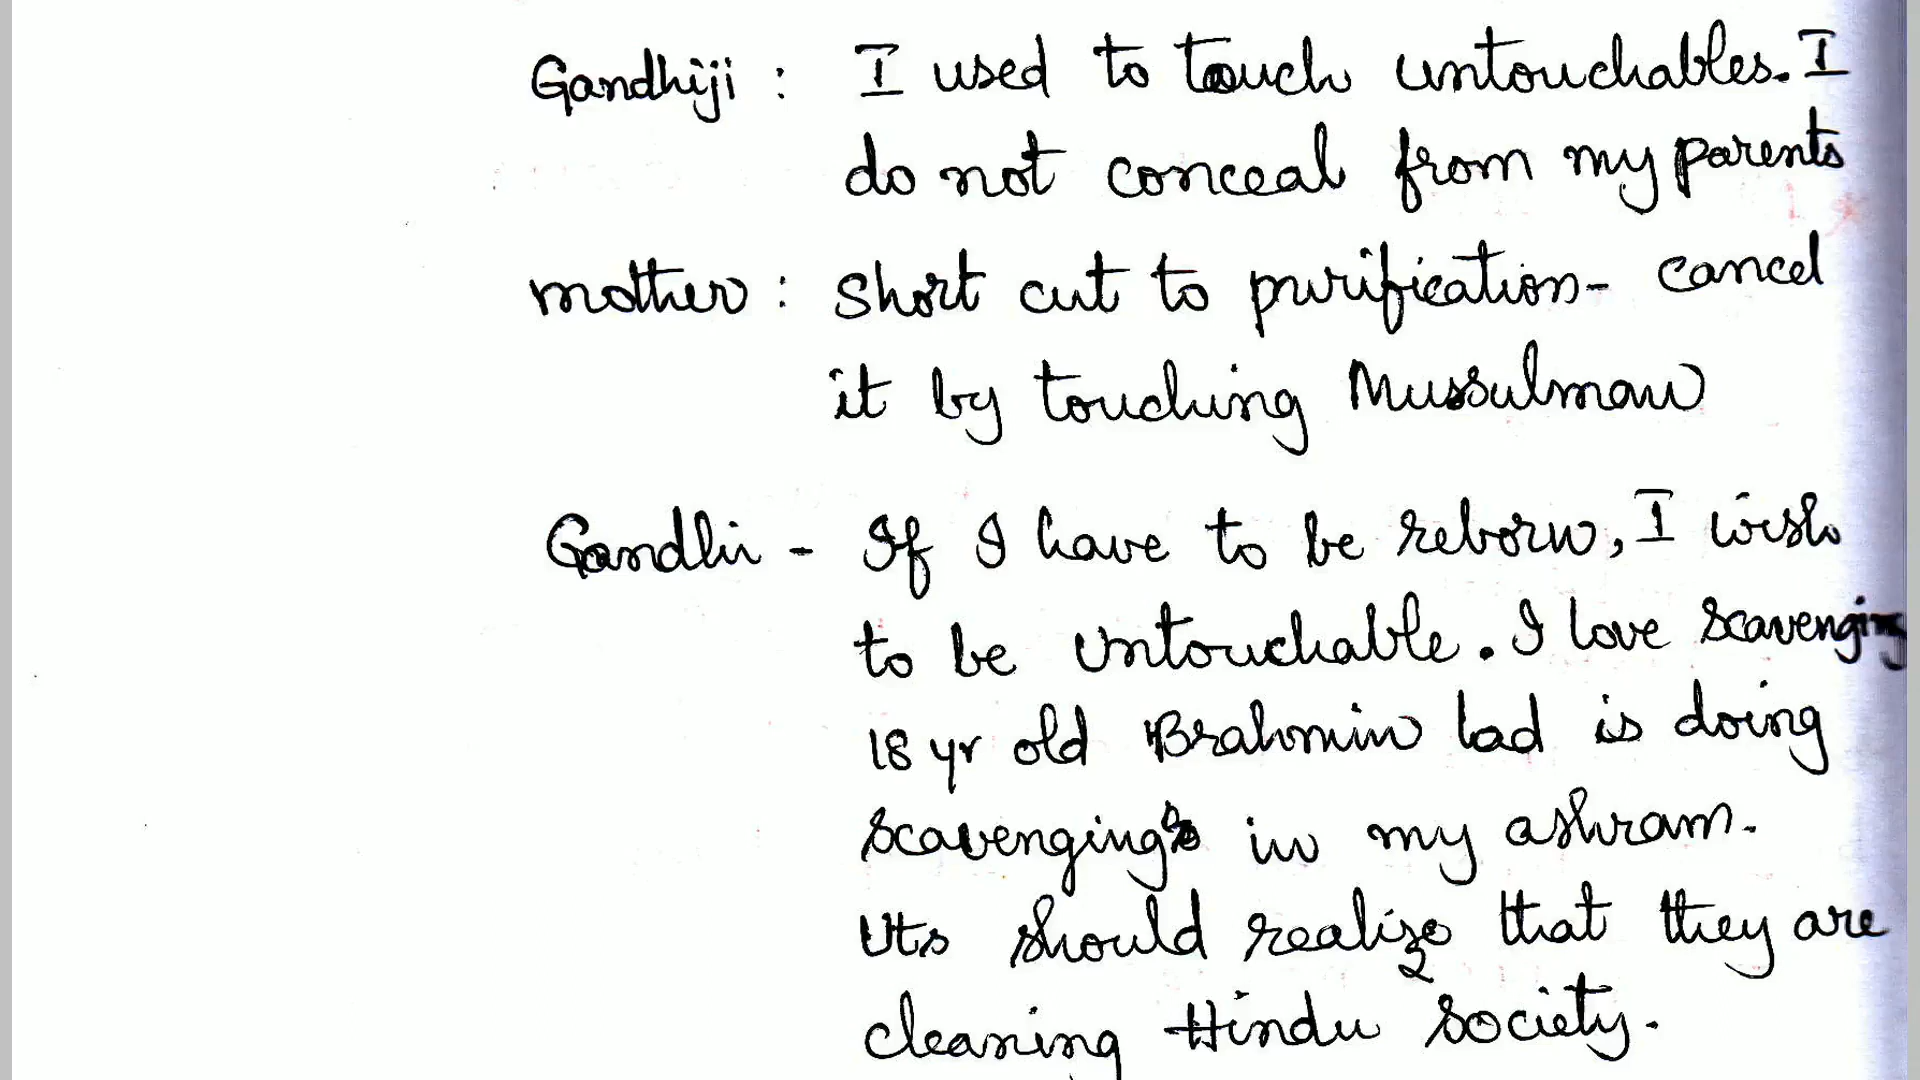 Gandhiji : I used to touch untouchables. I
do not conceal from my parents
mother : short cut to purification - cancel
it by touching Mussulman
Gandhi - If I have to be reborn, I wish
to be untouchable. I love scavenging
18 yr old Brahmin lad is doing
scavenging in my ashram.
Uts should realize that they are
cleaning Hindu society.